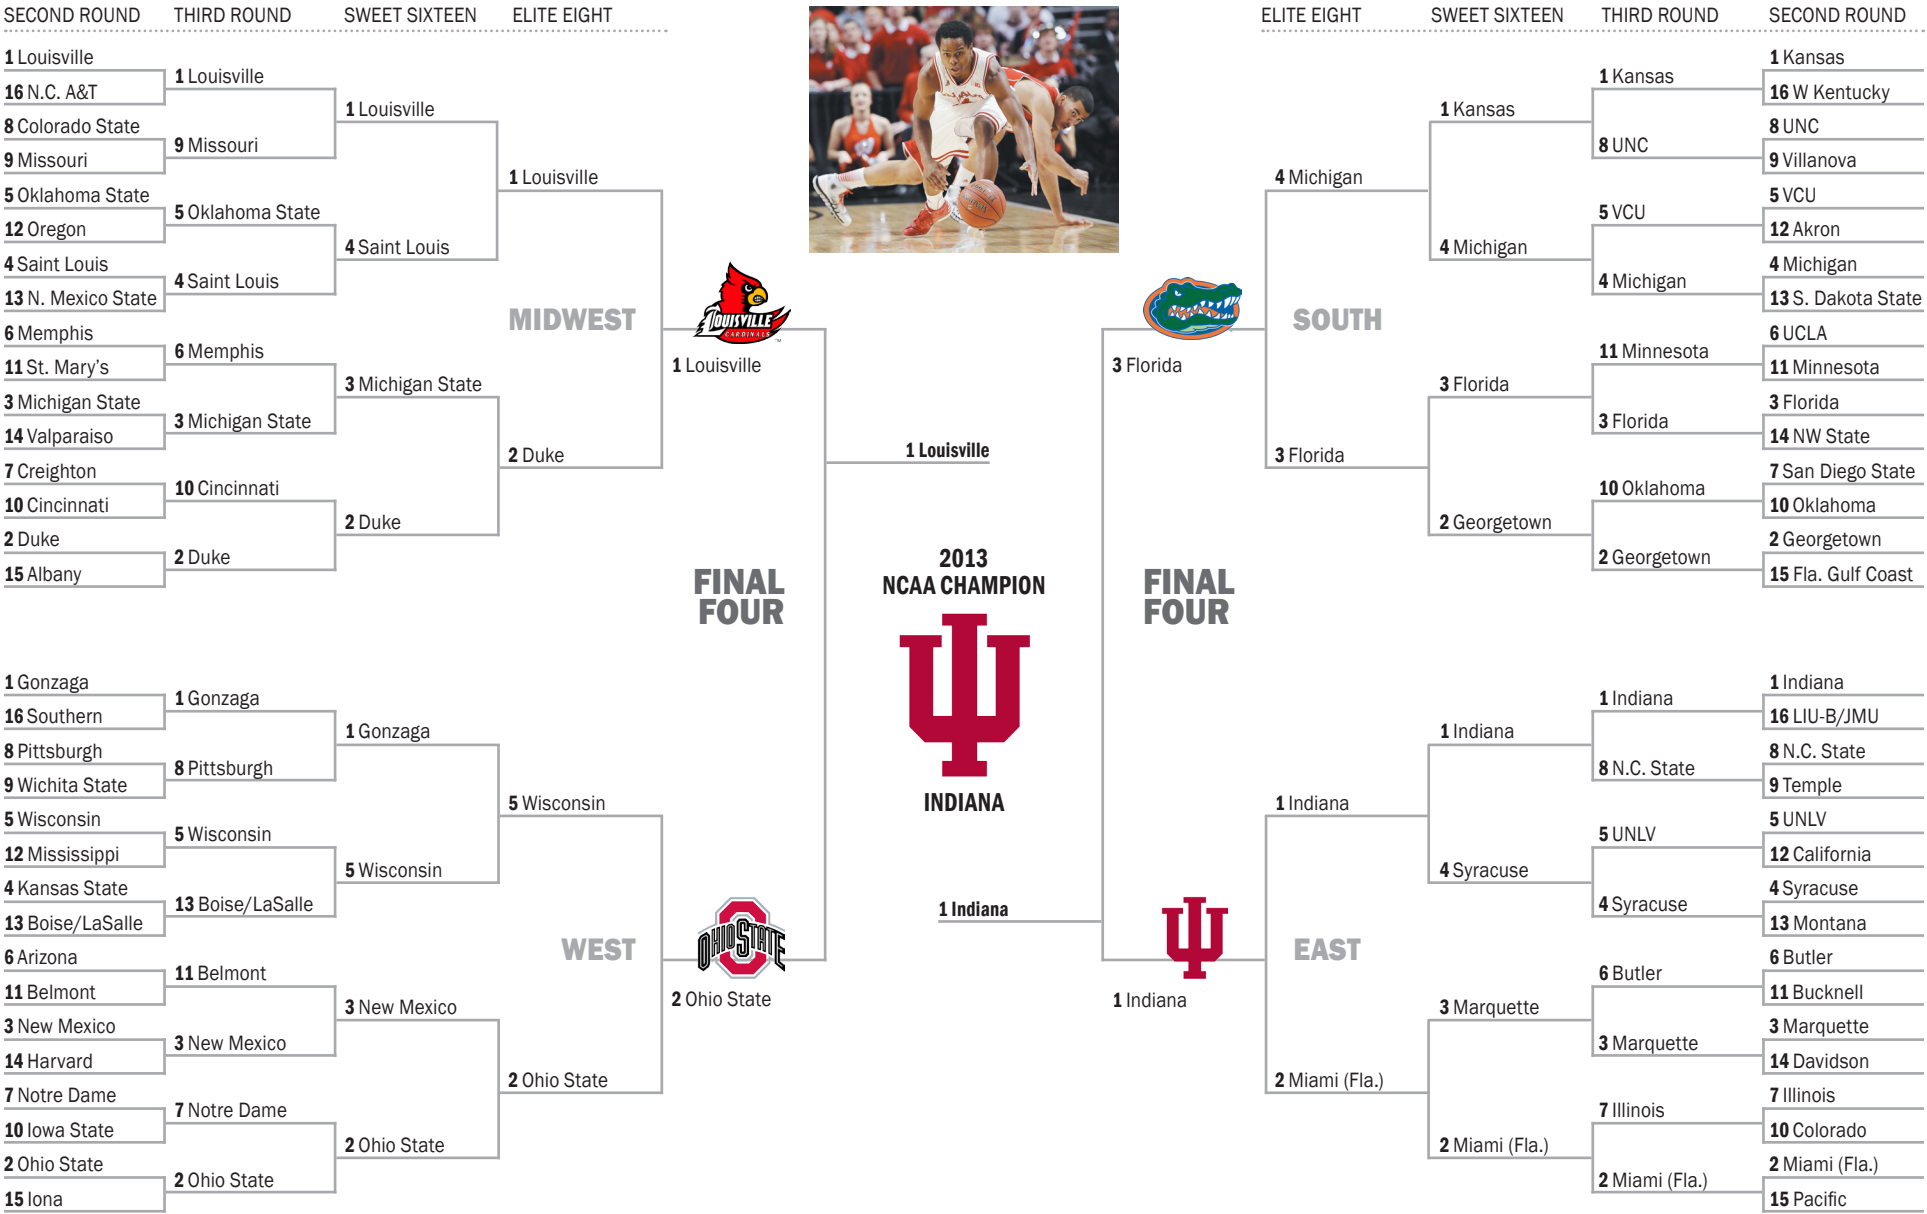 SECOND ROUND
THIRD ROUND
SWEET SIXTEEN
ELITE EIGHT
1 Louisville
16 N.C. A&T
8 Colorado State
9 Missouri
5 Oklahoma State
12 Oregon
4 Saint Louis
13 N. Mexico State
6 Memphis
11 St. Mary's
3 Michigan State
14 Valparaiso
7 Creighton
10 Cincinnati
2 Duke
15 Albany
1 Louisville
9 Missouri
5 Oklahoma State
4 Saint Louis
6 Memphis
3 Michigan State
10 Cincinnati
2 Duke
1 Louisville
4 Saint Louis
3 Michigan State
2 Duke
1 Louisville
2 Duke
MIDWEST
LOUISVILLE
CARDINALS
TM
1 Louisville
1 Gonzaga
16 Southern
8 Pittsburgh
9 Wichita State
5 Wisconsin
12 Mississippi
4 Kansas State
13 Boise/LaSalle
6 Arizona
11 Belmont
3 New Mexico
14 Harvard
7 Notre Dame
10 Iowa State
2 Ohio State
15 Iona
1 Gonzaga
8 Pittsburgh
5 Wisconsin
13 Boise/LaSalle
11 Belmont
3 New Mexico
7 Notre Dame
2 Ohio State
1 Gonzaga
5 Wisconsin
3 New Mexico
2 Ohio State
5 Wisconsin
2 Ohio State
WEST
OHIO STATE
2 Ohio State
FINAL
FOUR
1 Louisville
2013
NCAA CHAMPION
INDIANA
1 Indiana
FINAL
FOUR
ELITE EIGHT
SWEET SIXTEEN
THIRD ROUND
SECOND ROUND
3 Florida
SOUTH
4 Michigan
3 Florida
1 Kansas
4 Michigan
3 Florida
2 Georgetown
1 Kansas
8 UNC
5 VCU
4 Michigan
11 Minnesota
3 Florida
10 Oklahoma
2 Georgetown
1 Kansas
16 W Kentucky
8 UNC
9 Villanova
5 VCU
12 Akron
4 Michigan
13 S. Dakota State
6 UCLA
11 Minnesota
3 Florida
14 NW State
7 San Diego State
10 Oklahoma
2 Georgetown
15 Fla. Gulf Coast
1 Indiana
EAST
1 Indiana
2 Miami (Fla.)
1 Indiana
4 Syracuse
3 Marquette
2 Miami (Fla.)
1 Indiana
8 N.C. State
5 UNLV
4 Syracuse
6 Butler
3 Marquette
7 Illinois
2 Miami (Fla.)
1 Indiana
16 LIU-B/JMU
8 N.C. State
9 Temple
5 UNLV
12 California
4 Syracuse
13 Montana
6 Butler
11 Bucknell
3 Marquette
14 Davidson
7 Illinois
10 Colorado
2 Miami (Fla.)
15 Pacific